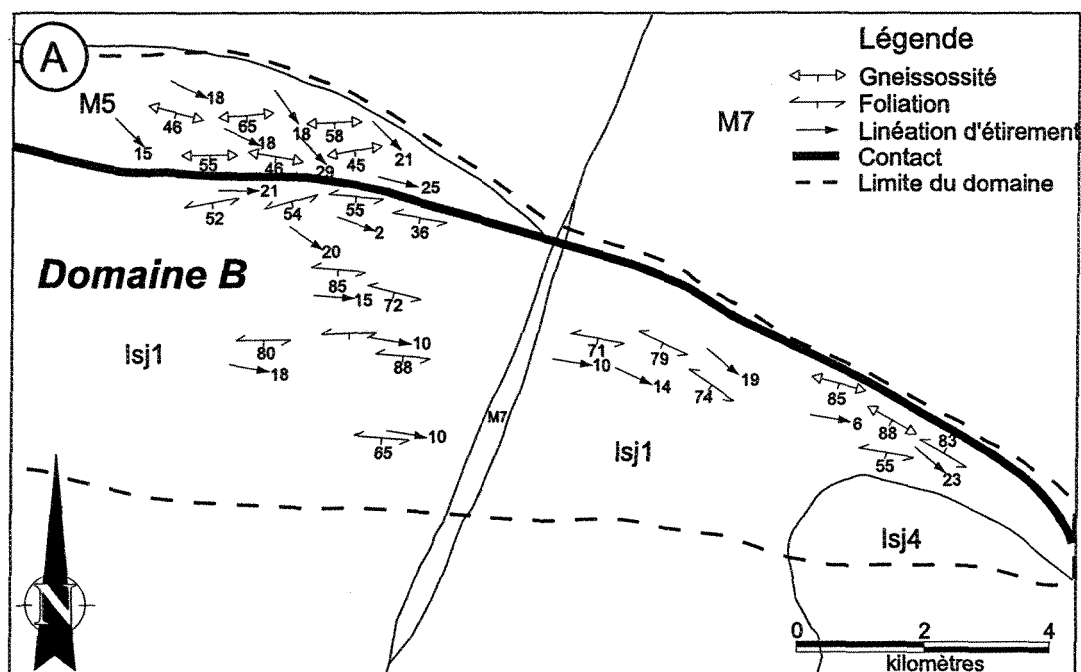 A
Légende
Gneissossité
Foliation
Linéation d'étirement
Contact
Limite du domaine
M5
M7
18
46
65
18
58
15
18
21
55
46
29
45
21
25
52
54
55
36
2
20
Domaine B
85
15
72
Isj1
80
10
88
18
71
79
10
14
74
19
85
M7
6
88
83
65
10
Isj1
55
23
Isj4
N
0 2 4
kilomètres